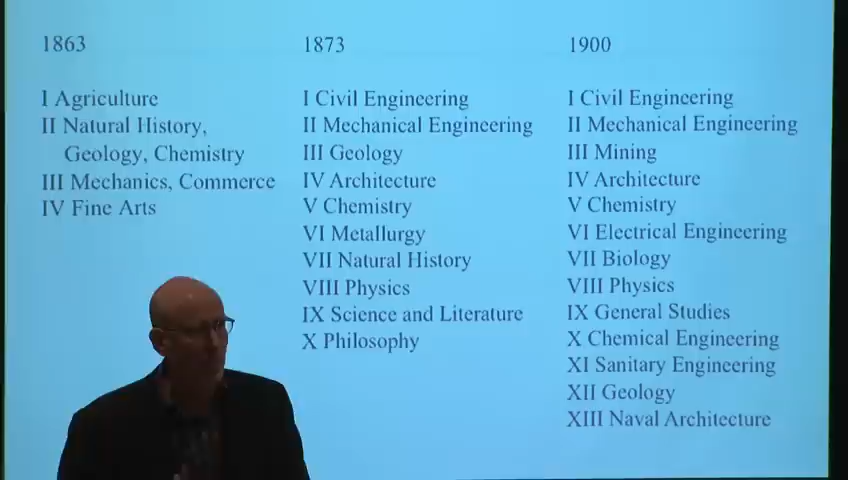 1863
I Agriculture
II Natural History,
Geology, Chemistry
III Mechanics, Commerce
IV Fine Arts
1873
I Civil Engineering
II Mechanical Engineering
III Geology
IV Architecture
V Chemistry
VI Metallurgy
VII Natural History
VIII Physics
IX Science and Literature
X Philosophy
1900
I Civil Engineering
II Mechanical Engineering
III Mining
IV Architecture
V Chemistry
VI Electrical Engineering
VII Biology
VIII Physics
IX General Studies
X Chemical Engineering
XI Sanitary Engineering
XII Geology
XIII Naval Architecture